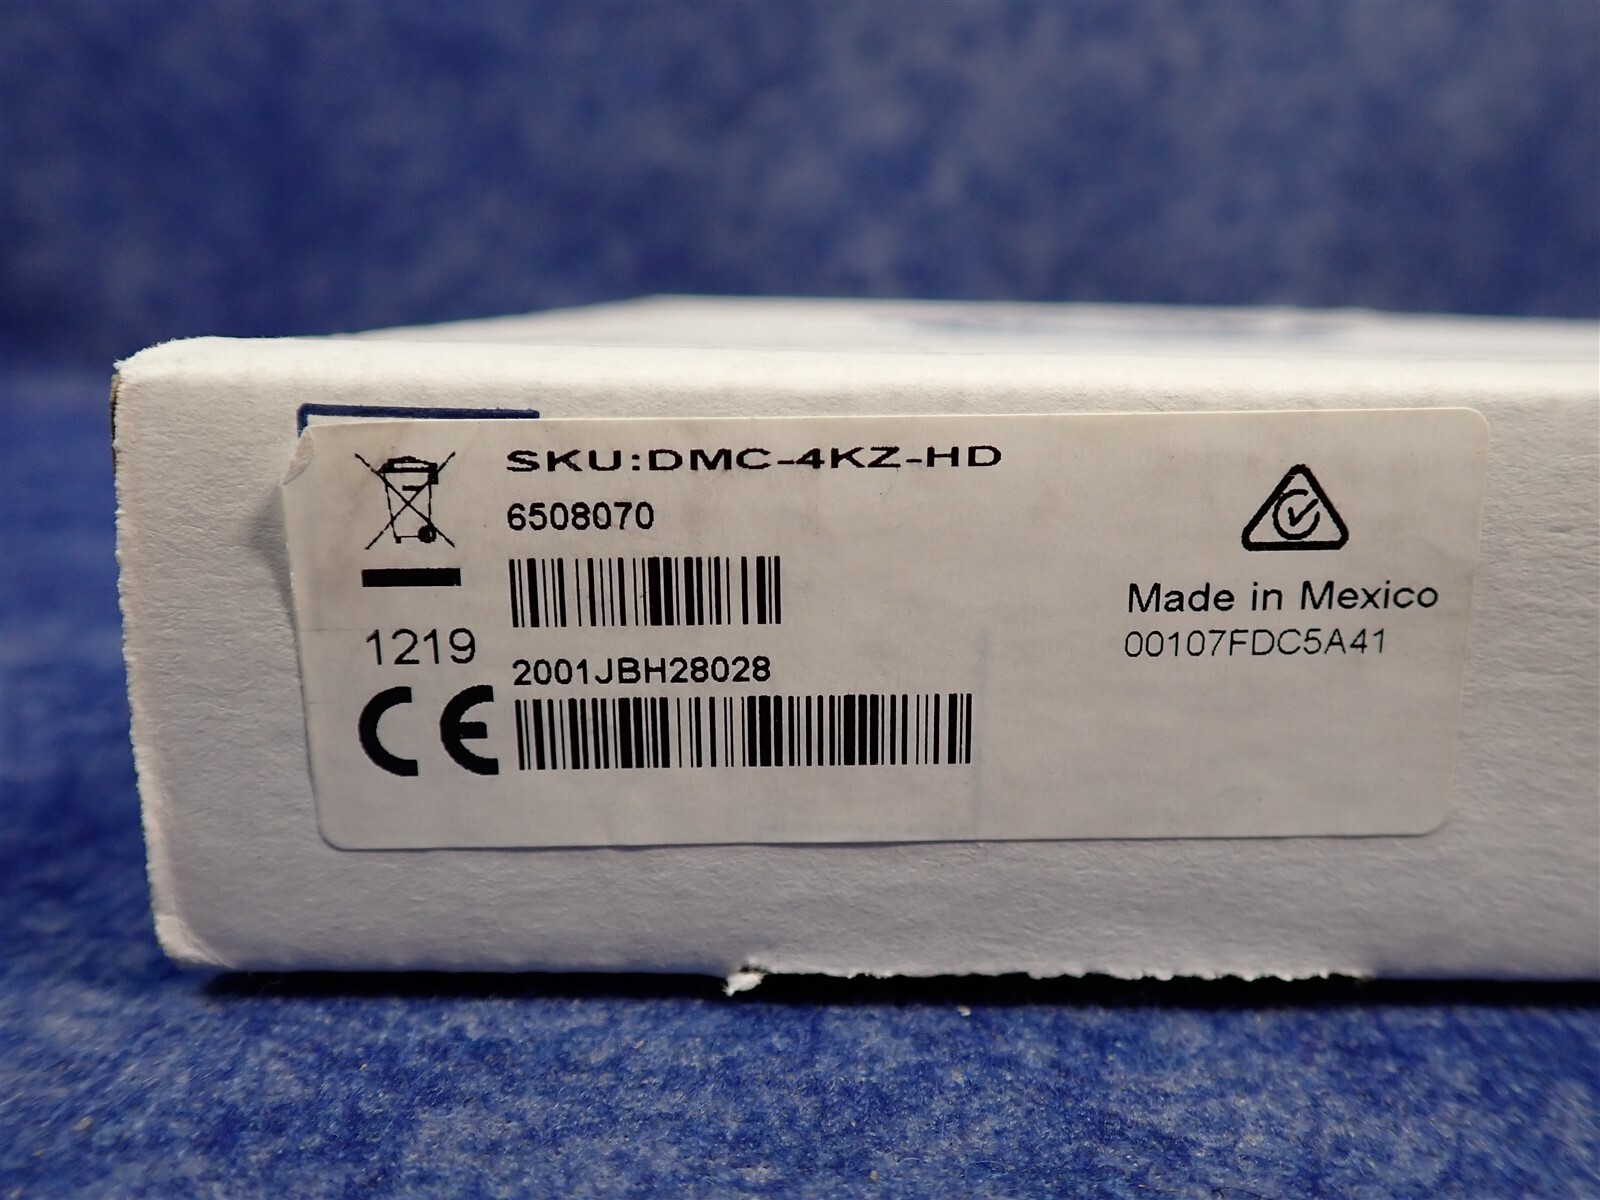 SKU:DMC-4KZ-HD
6508070
1219
2001JBH28028
CE
Made in Mexico
00107FDC5A41